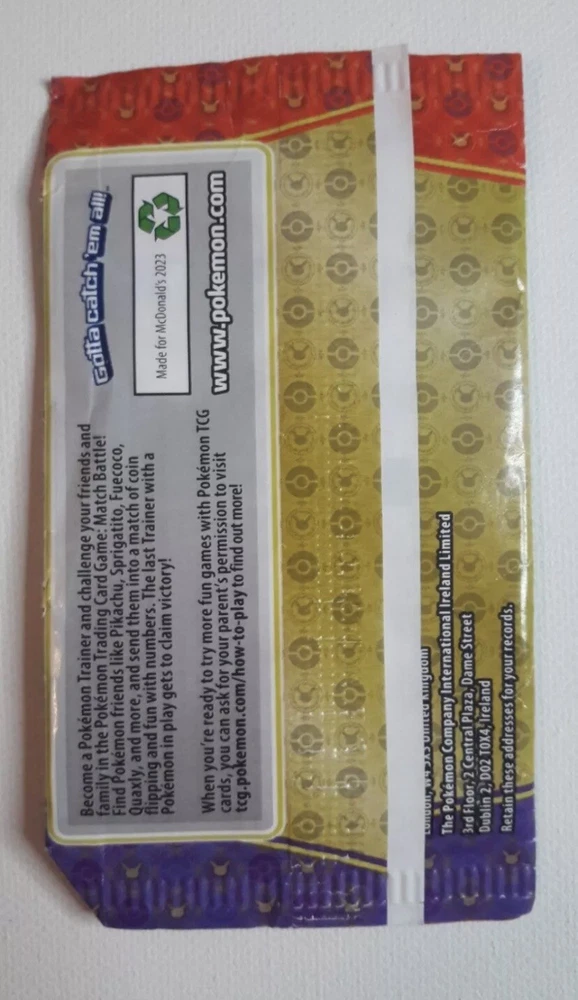 Become a Pokémon Trainer and challenge your friends and
family in the Pokémon Trading Card Game: Match Battle!
Find Pokémon friends like Pikachu, Sprigatito, Fuecoco,
Quaxly, and more, and send them into a match of coin
flipping and fun with numbers. The last Trainer with a
Pokémon in play gets to claim victory!
When you're ready to try more fun games with Pokémon TCG
cards, you can ask for your parent's permission to visit
tcg.pokemon.com/how-to-play to find out more!
Gotta catch 'em all!
Made for McDonald's 2023
www.pokemon.com
London, W4 5XS United Kingdom
The Pokémon Company International Ireland Limited
3rd Floor, 2 Central Plaza, Dame Street
Dublin 2, D02 T0X4, Ireland
Retain these addresses for your records.